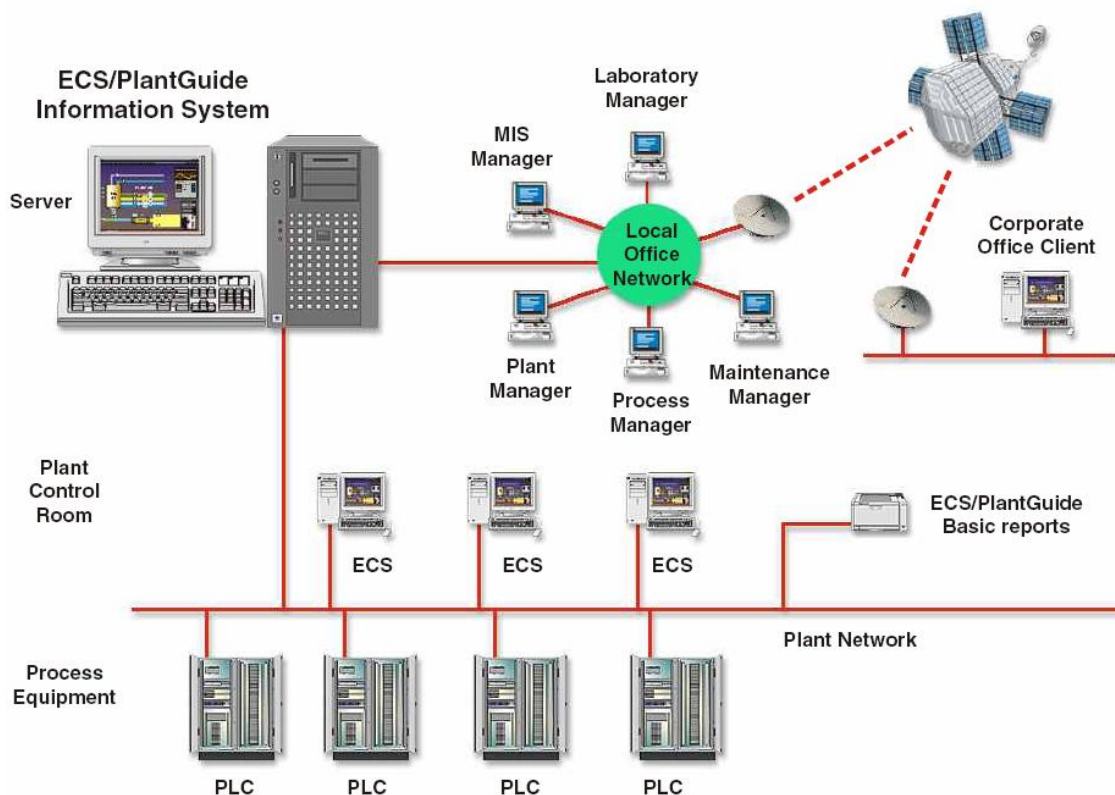 ECS/PlantGuide
Information System
Server
Laboratory
Manager
MIS
Manager
Local
Office
Network
Corporate
Office Client
Plant
Manager
Process
Manager
Maintenance
Manager
Plant
Control
Room
ECS
ECS
ECS
ECS/PlantGuide
Basic reports
Plant Network
Process
Equipment
PLC
PLC
PLC
PLC